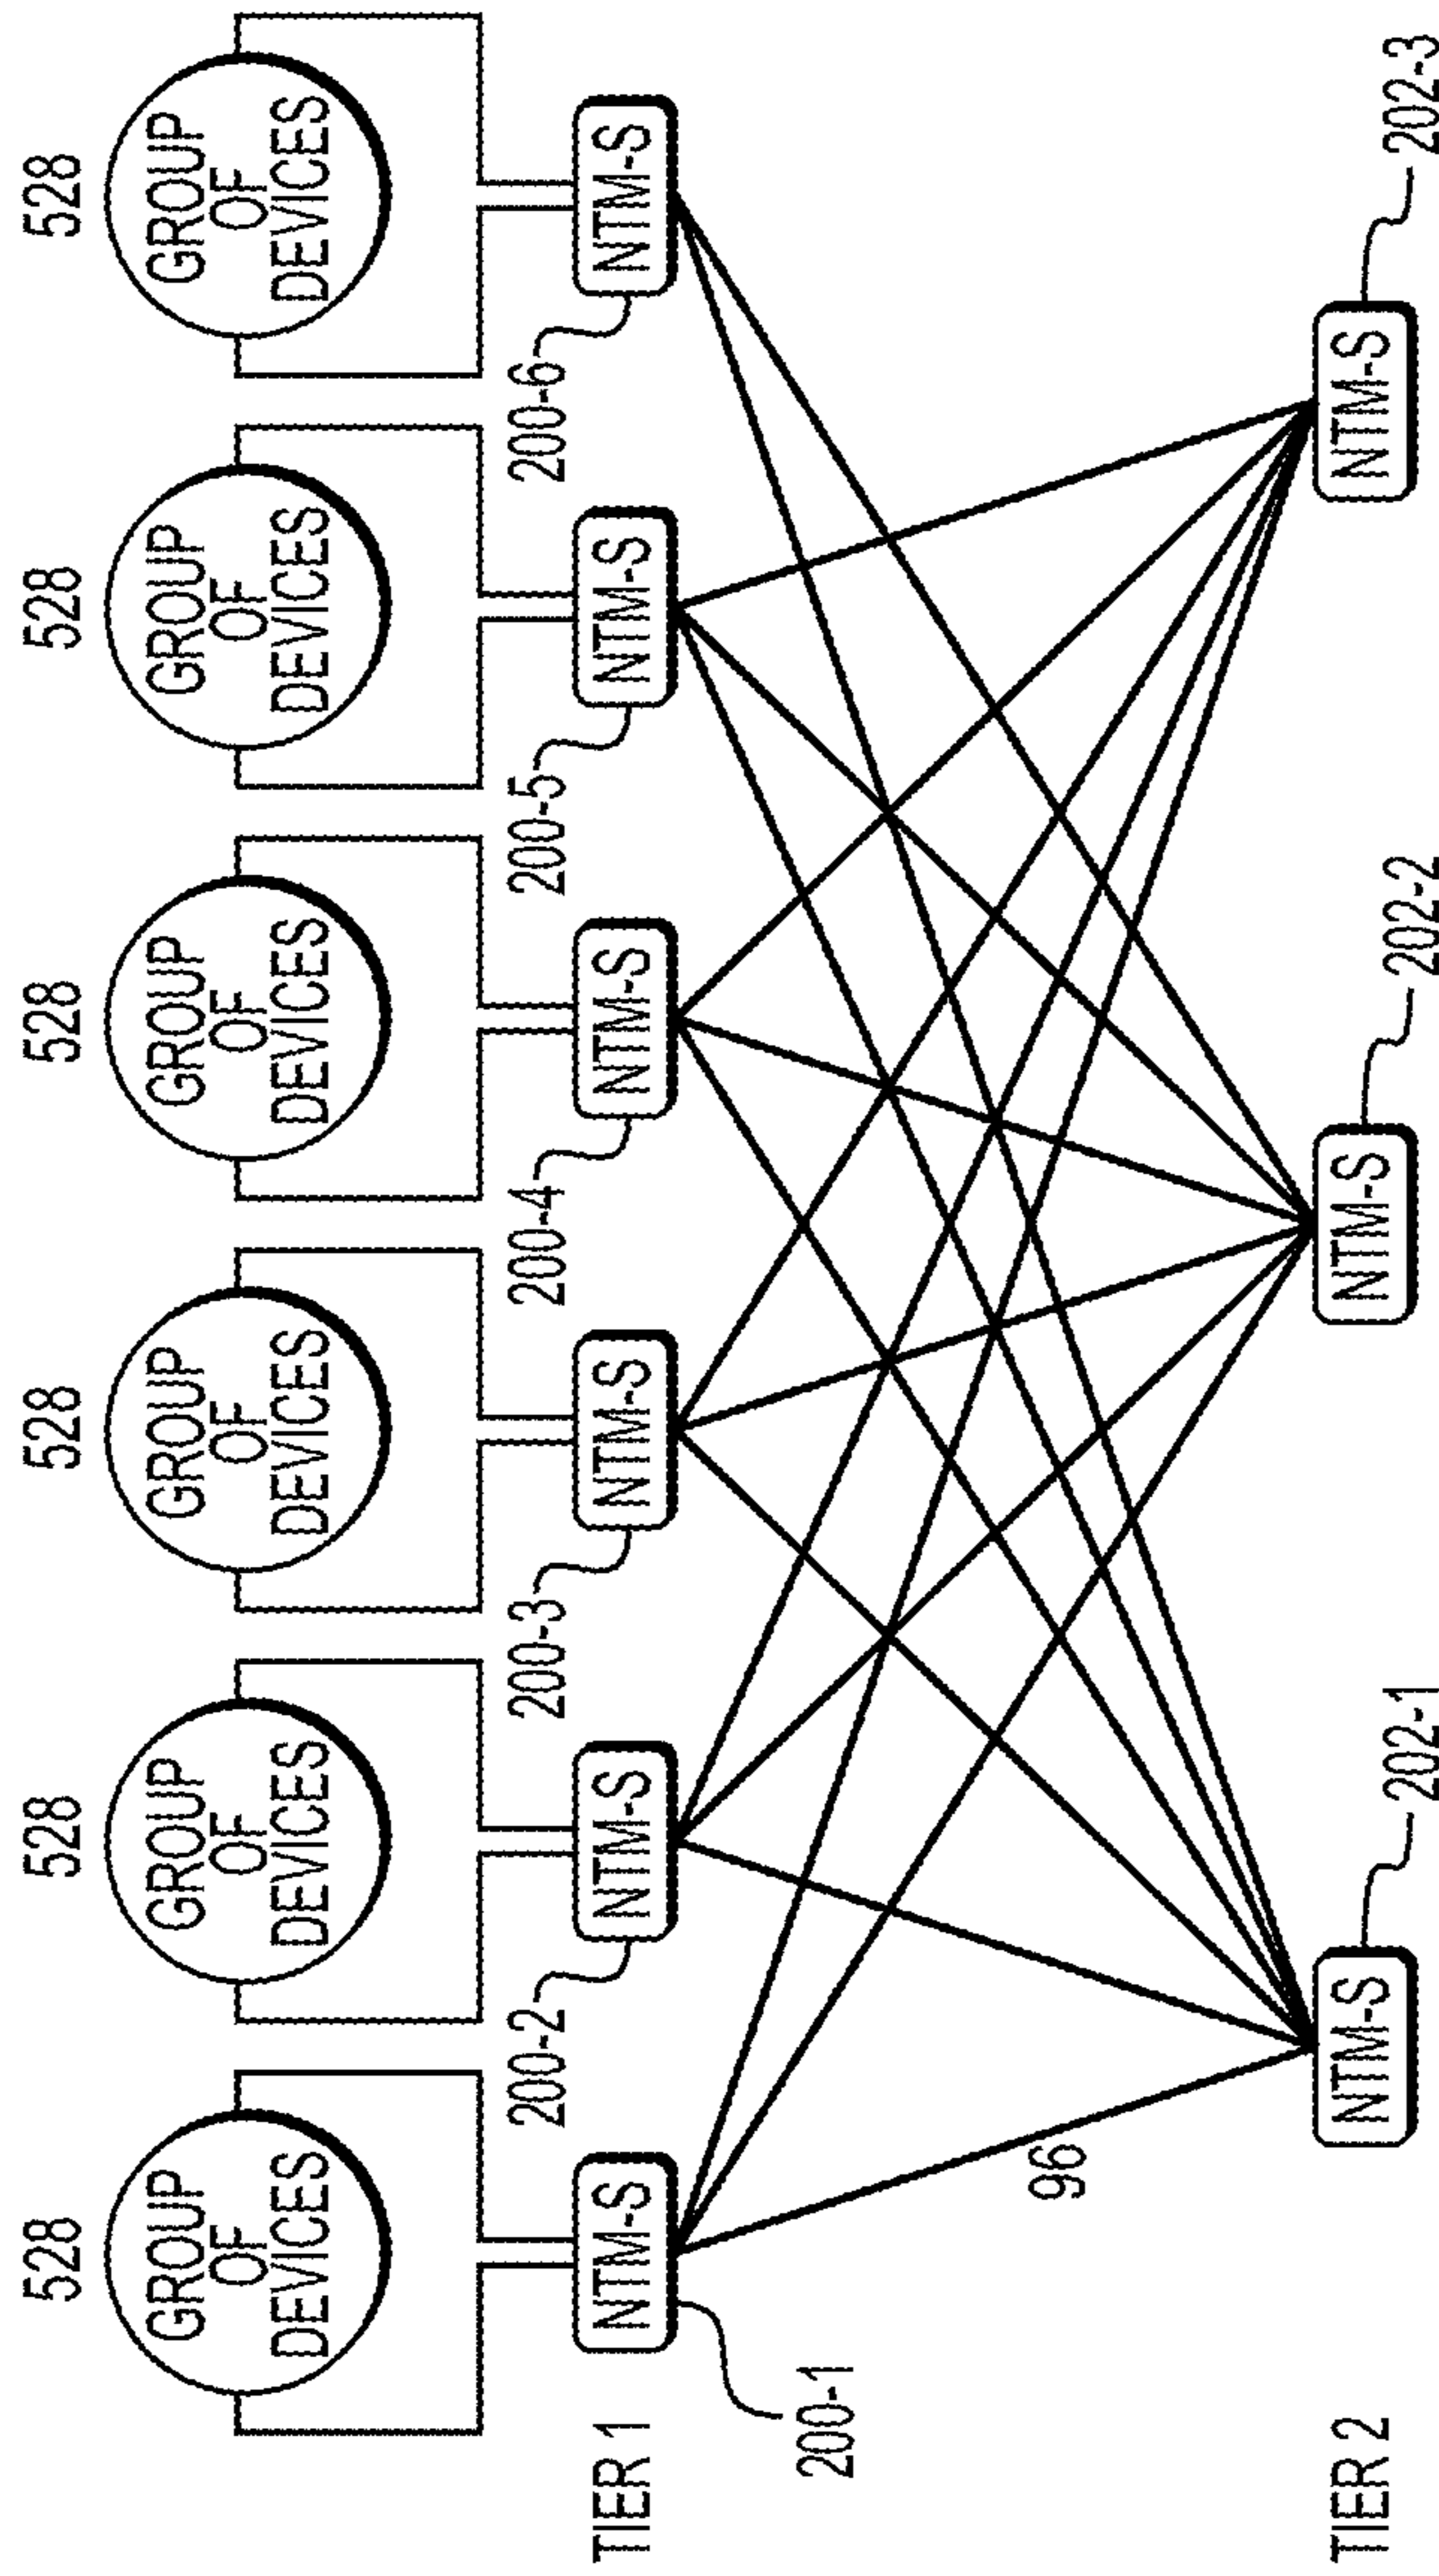 528
528
528
528
528
528
GROUP
OF
DEVICES
GROUP
OF
DEVICES
GROUP
OF
DEVICES
GROUP
OF
DEVICES
GROUP
OF
DEVICES
GROUP
OF
DEVICES
200-2
200-3
200-4
200-5
200-6
TIER 1
NTM-S
NTM-S
NTM-S
NTM-S
NTM-S
NTM-S
200-1
96
TIER 2
NTM-S
NTM-S
NTM-S
202-1
202-2
202-3